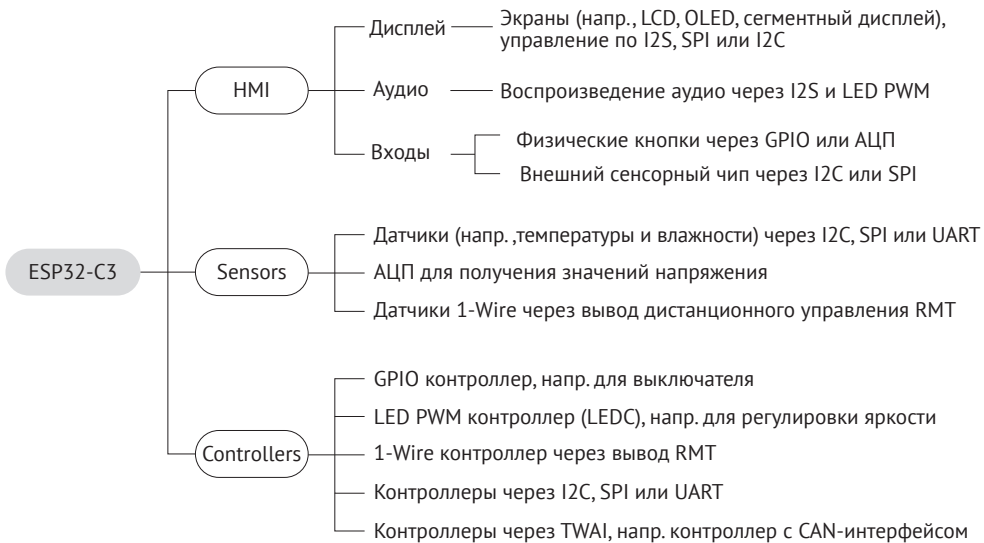 ESP32-C3
HMI
Дисплей
Экраны (напр., LCD, OLED, сегментный дисплей),
управление по I2S, SPI или I2C
Аудио
Воспроизведение аудио через I2S и LED PWM
Входы
Физические кнопки через GPIO или АЦП
Внешний сенсорный чип через I2C или SPI
Sensors
Датчики (напр. ,температуры и влажности) через I2C, SPI или UART
АЦП для получения значений напряжения
Датчики 1-Wire через вывод дистанционного управления RMT
Controllers
GPIO контроллер, напр. для выключателя
LED PWM контроллер (LEDC), напр. для регулировки яркости
1-Wire контроллер через вывод RMT
Контроллеры через I2C, SPI или UART
Контроллеры через TWAI, напр. контроллер с CAN-интерфейсом